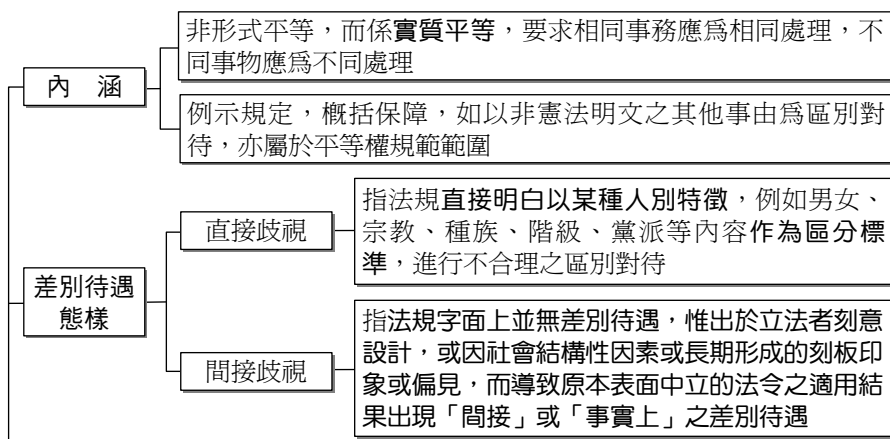 非形式平等，而係實質平等，要求相同事務應為相同處理，不
同事物應為不同處理
內　涵
例示規定，概括保障，如以非憲法明文之其他事由為區別對
待，亦屬於平等權規範範圍
指法規直接明白以某種人別特徵，例如男女、
直接歧視
宗教、種族、階級、黨派等內容作為區分標
準，進行不合理之區別對待
差別待遇
態樣
指法規字面上並無差別待遇，惟出於立法者刻意
設計，或因社會結構性因素或長期形成的刻板印
間接歧視
象或偏見，而導致原本表面中立的法令之適用結
果出現「間接」或「事實上」之差別待遇